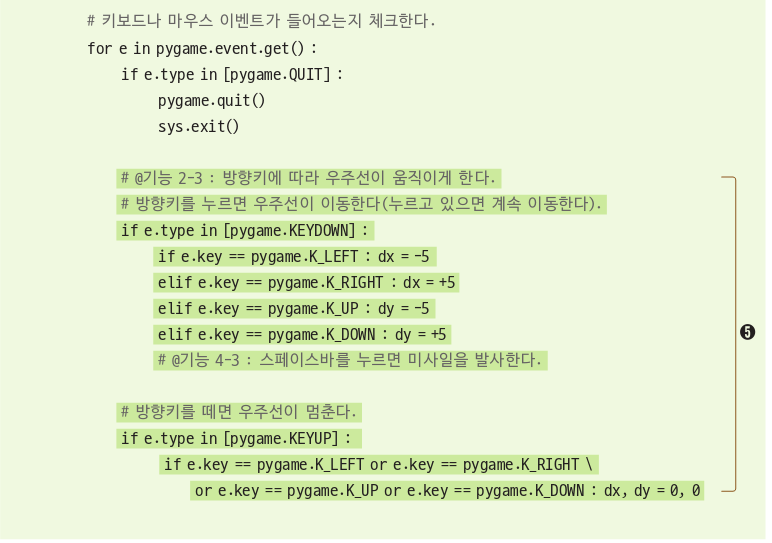 # 키보드나 마우스 이벤트가 들어오는지 체크한다.
for e in pygame.event.get() :
if e.type in [pygame.QUIT] :
pygame.quit()
sys.exit()
# @기능 2-3 : 방향키에 따라 우주선이 움직이게 한다.
# 방향키를 누르면 우주선이 이동한다(누르고 있으면 계속 이동한다).
if e.type in [pygame.KEYDOWN] :
if e.key == pygame.K_LEFT : dx = -5
elif e.key == pygame.K_RIGHT : dx = +5
elif e.key == pygame.K_UP : dy = -5
elif e.key == pygame.K_DOWN : dy = +5
# @기능 4-3 : 스페이스바를 누르면 미사일을 발사한다.
❺
# 방향키를 떼면 우주선이 멈춘다.
if e.type in [pygame.KEYUP] :
if e.key == pygame.K_LEFT or e.key == pygame.K_RIGHT \
or e.key == pygame.K_UP or e.key == pygame.K_DOWN : dx, dy = 0, 0